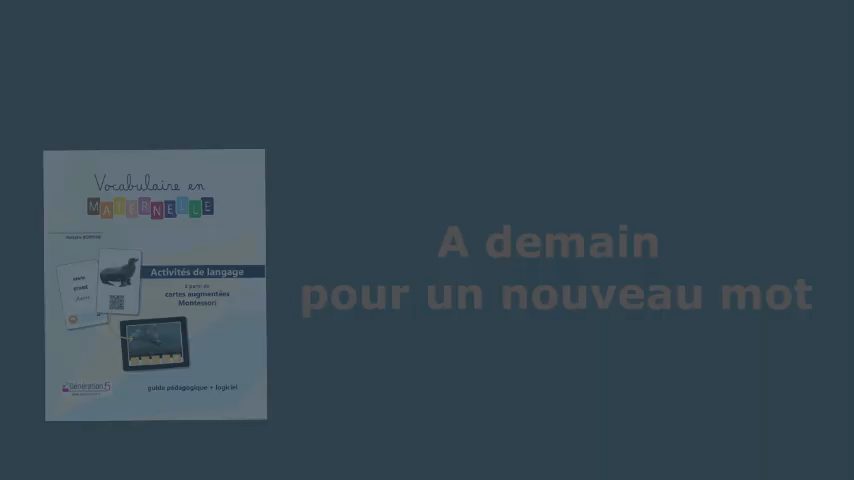 Vocabulaire en
MATERNELLE
Activités de langage
à partir de
cartes augmentées
Montessori
Génération 5
guide pédagogique + logiciel
A demain
pour un nouveau mot